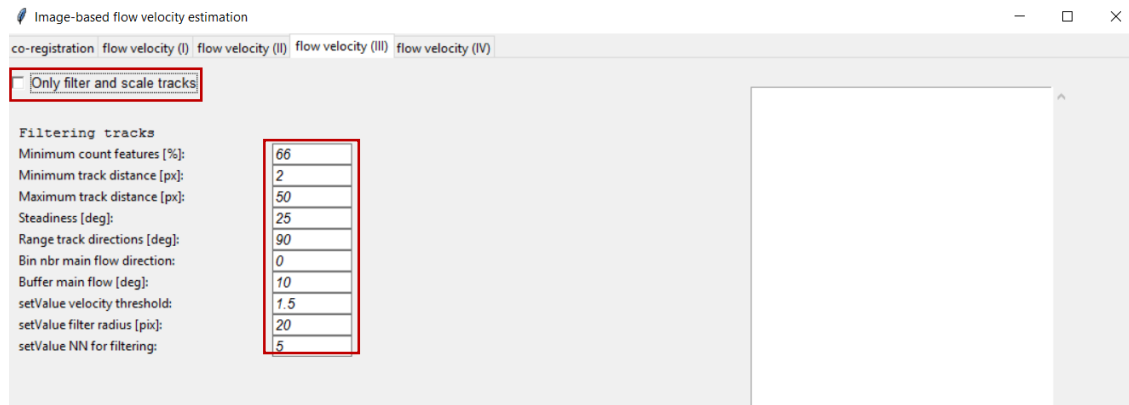 Image-based flow velocity estimation
co-registration flow velocity (I) flow velocity (II) flow velocity (III) flow velocity (IV)
Only filter and scale tracks
Filtering tracks
Minimum count features [%]: 66
Minimum track distance [px]: 2
Maximum track distance [px]: 50
Steadiness [deg]: 25
Range track directions [deg]: 90
Bin nbr main flow direction: 0
Buffer main flow [deg]: 10
setValue velocity threshold: 1.5
setValue filter radius [pix]: 20
setValue NN for filtering: 5